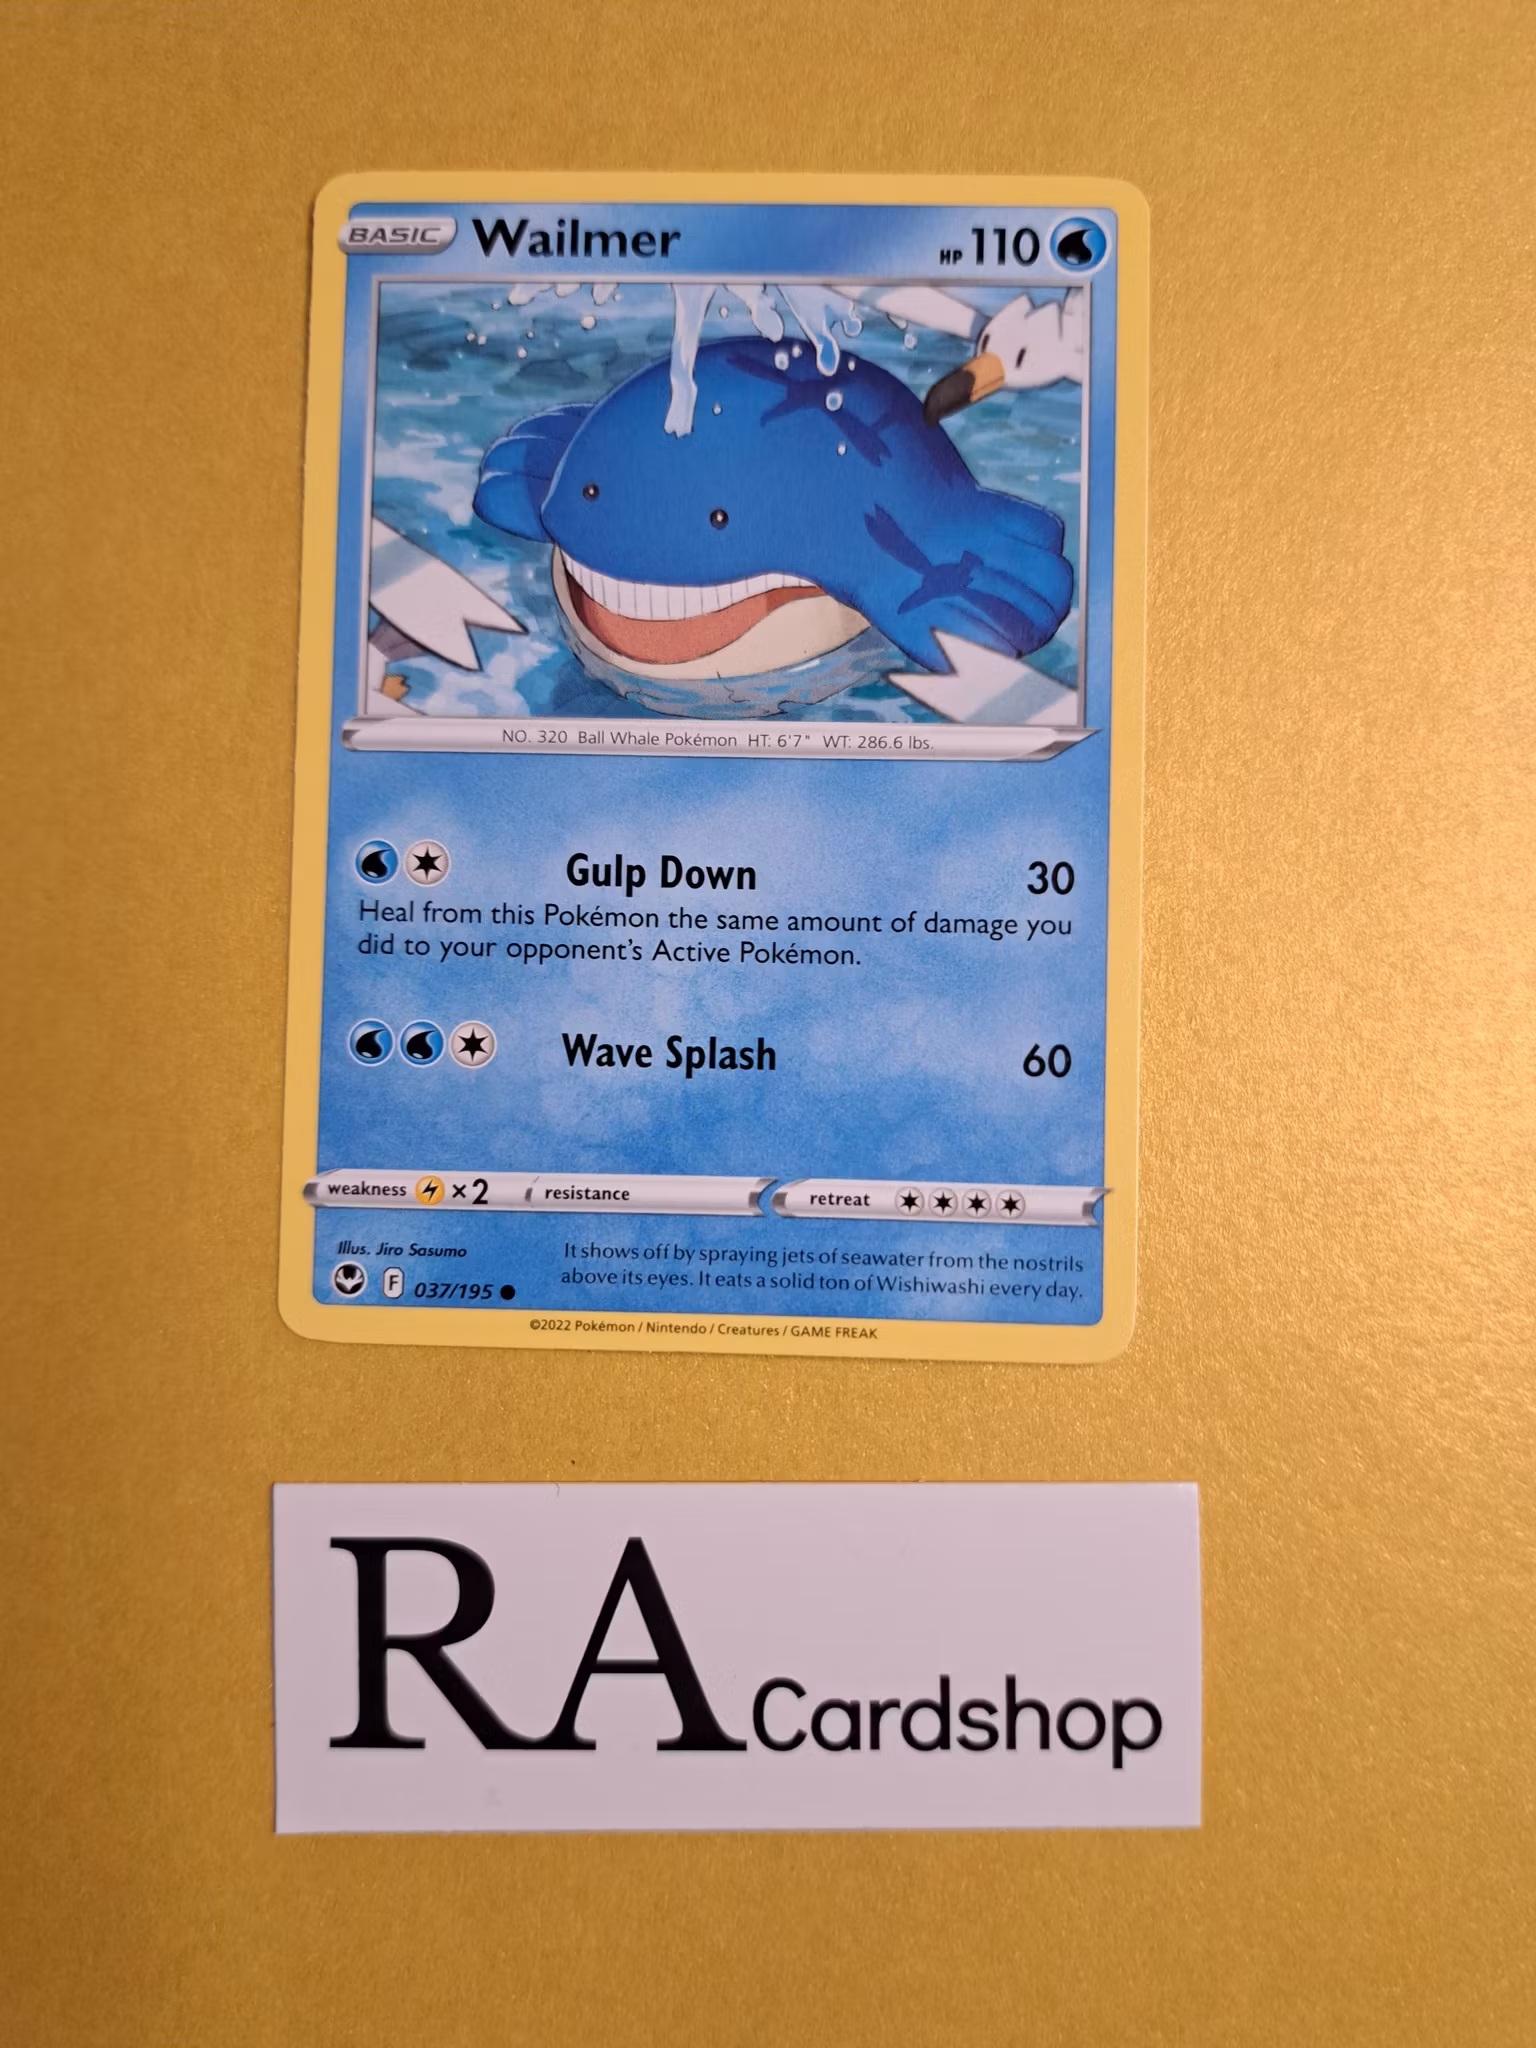 BASIC Wailmer HP 110
NO. 320 Ball Whale Pokémon HT: 6'7" WT: 286.6 lbs.
Gulp Down 30
Heal from this Pokémon the same amount of damage you
did to your opponent's Active Pokémon.
Wave Splash 60
weakness ×2 resistance retreat
Illus. Jiro Sasumo
It shows off by spraying jets of seawater from the nostrils
above its eyes. It eats a solid ton of Wishiwashi every day.
F 037/195
©2022 Pokémon / Nintendo / Creatures / GAME FREAK
RA Cardshop